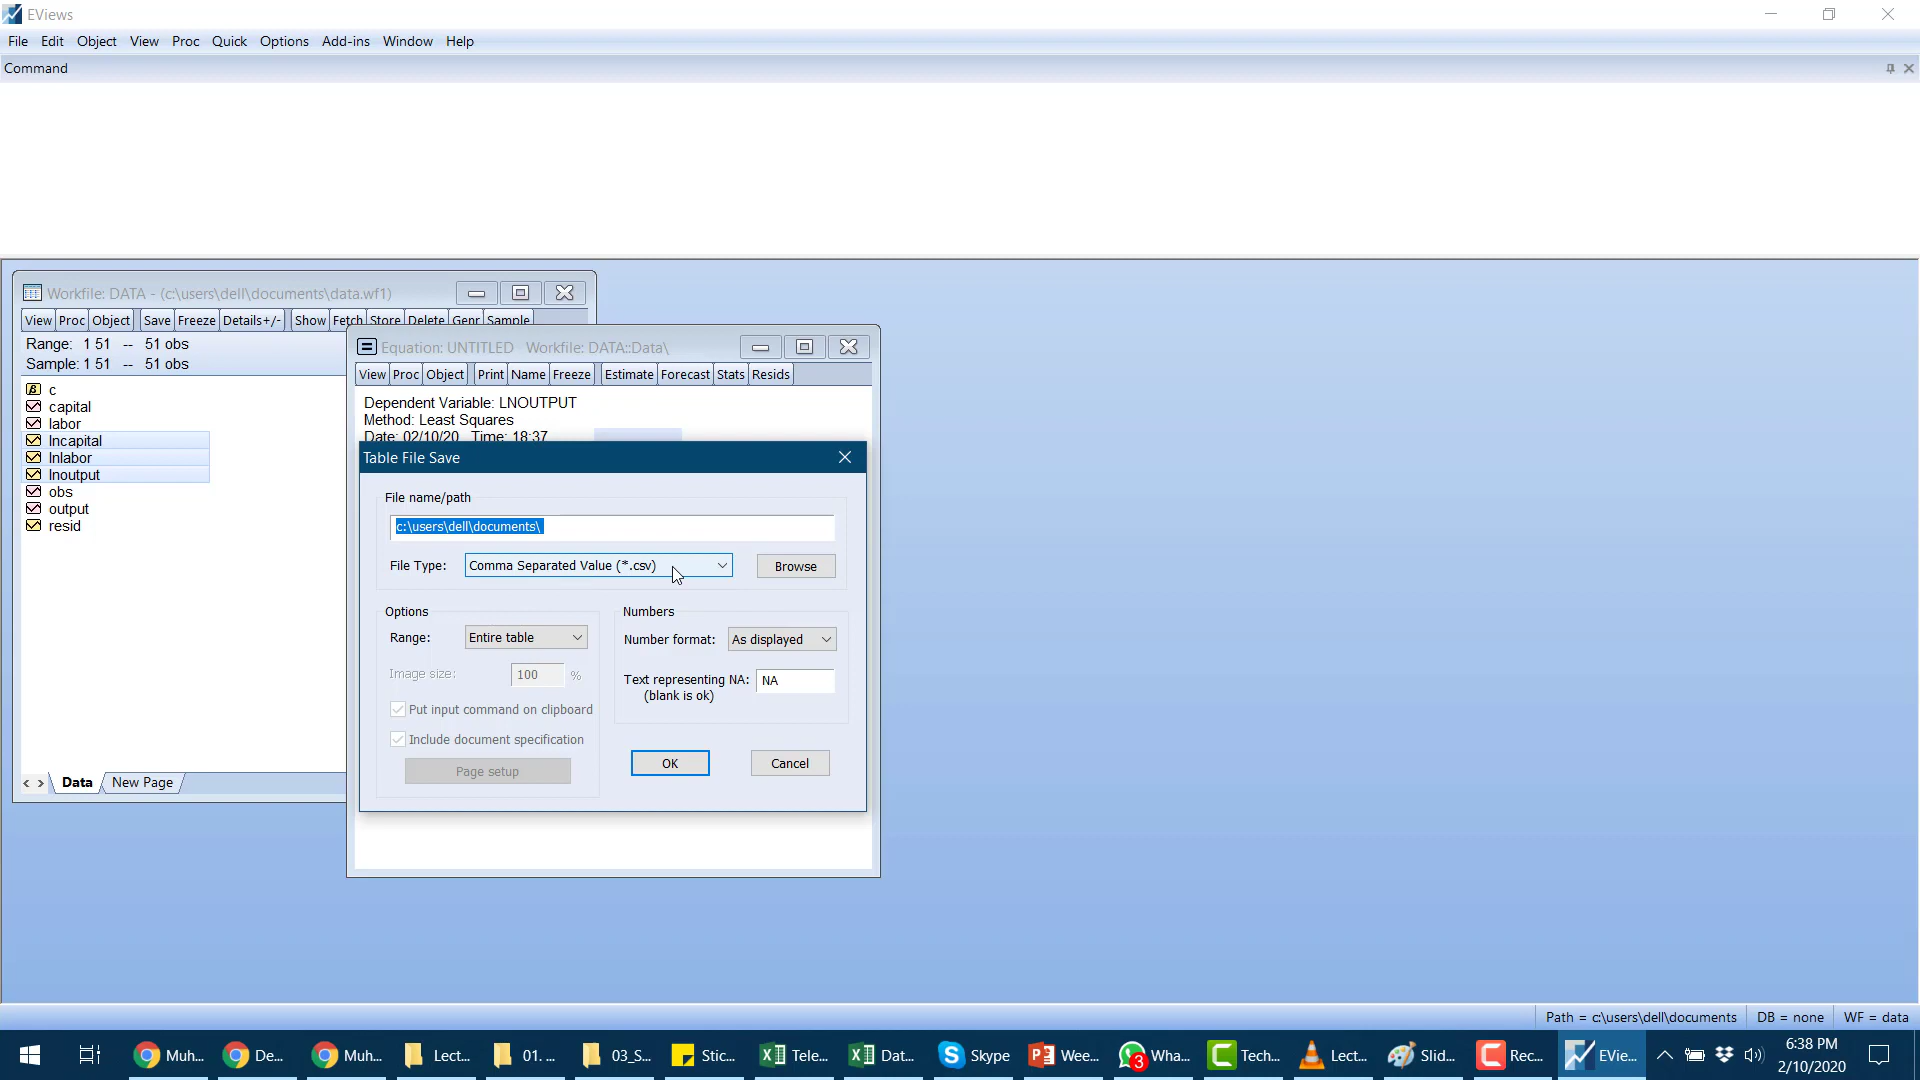 EViews
File Edit Object View Proc Quick Options Add-ins Window Help
Command
Workfile: DATA - (c:\users\dell\documents\data.wf1)
View Proc Object Save Freeze Details+/- Show Fetch Store Delete Genr Sample
Range: 1 51 -- 51 obs
Sample: 1 51 -- 51 obs
c
capital
labor
lncapital
lnlabor
lnoutput
obs
output
resid
Data New Page
Equation: UNTITLED Workfile: DATA::Data\
View Proc Object Print Name Freeze Estimate Forecast Stats Resids
Dependent Variable: LNOUTPUT
Method: Least Squares
Date: 02/10/20 Time: 18:37
Table File Save
File name/path
c:\users\dell\documents\
File Type: Comma Separated Value (*.csv) Browse
Options
Range: Entire table
Image size: 100 %
Put input command on clipboard
Include document specification
Page setup
Numbers
Number format: As displayed
Text representing NA: NA
(blank is ok)
OK Cancel
Path = c:\users\dell\documents DB = none WF = data
Muh... De... Muh... Lect... 01. ... 03_S... Stic... Tele... Dat... Skype Wee... 3 Wha... Tech... Lect... Slid... Rec... EVie...
6:38 PM
2/10/2020